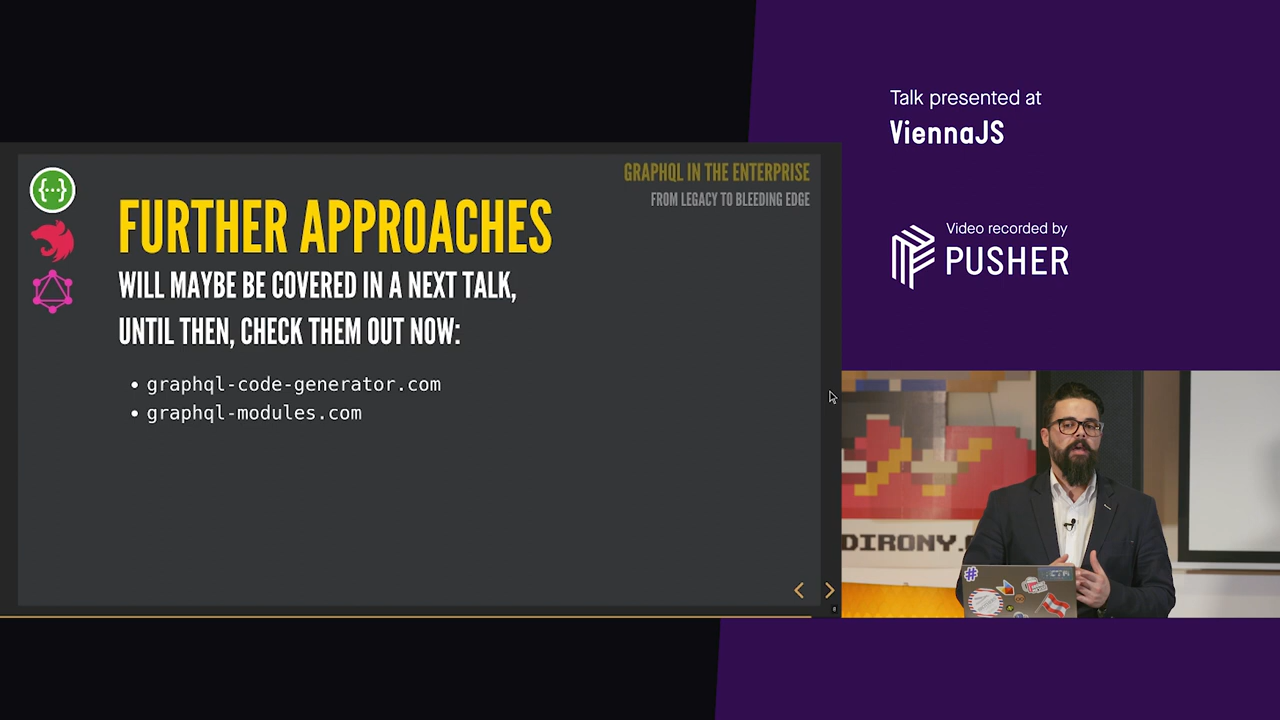 Talk presented at
ViennaJS
Video recorded by
PUSHER
GRAPHQL IN THE ENTERPRISE
FROM LEGACY TO BLEEDING EDGE
{···}
FURTHER APPROACHES
WILL MAYBE BE COVERED IN A NEXT TALK,
UNTIL THEN, CHECK THEM OUT NOW:
• graphql-code-generator.com
• graphql-modules.com
DIRONY.
#